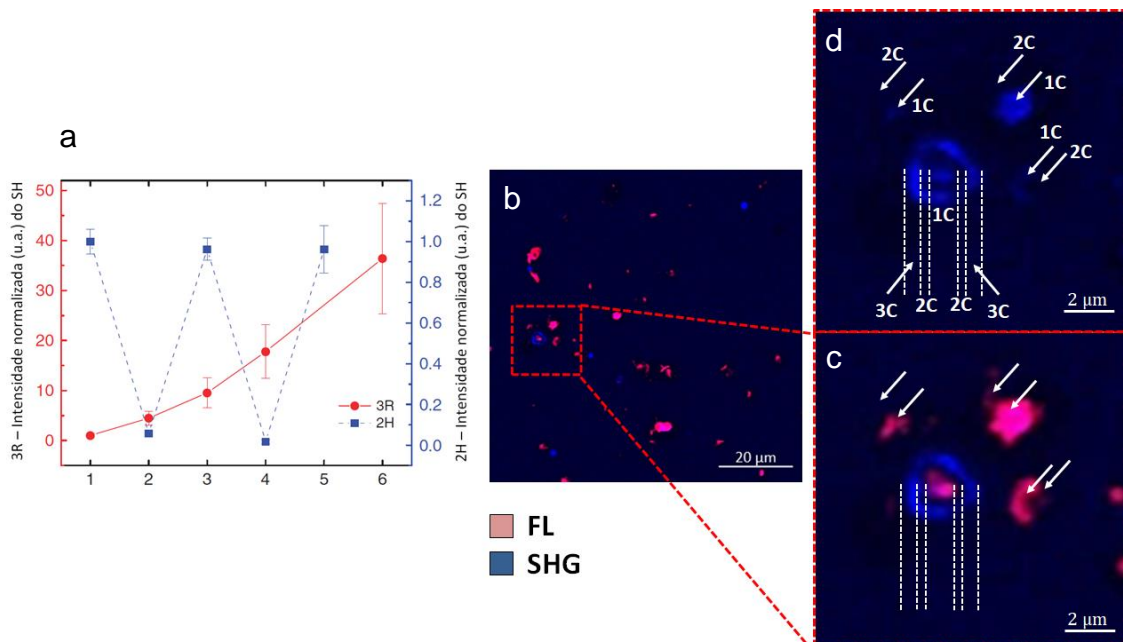 a
3R – Intensidade normalizada (u.a.) do SH
50
40
30
20
10
0
1 2 3 4 5 6
3R
2H
1.2
1.0
0.8
0.6
0.4
0.2
0.0
2H – Intensidade normalizada (u.a.) do SH
b
20 µm
FL
SHG
d
2C 2C
1C 1C
1C
2C
1C
3C 2C 2C 3C
2 µm
c
2 µm